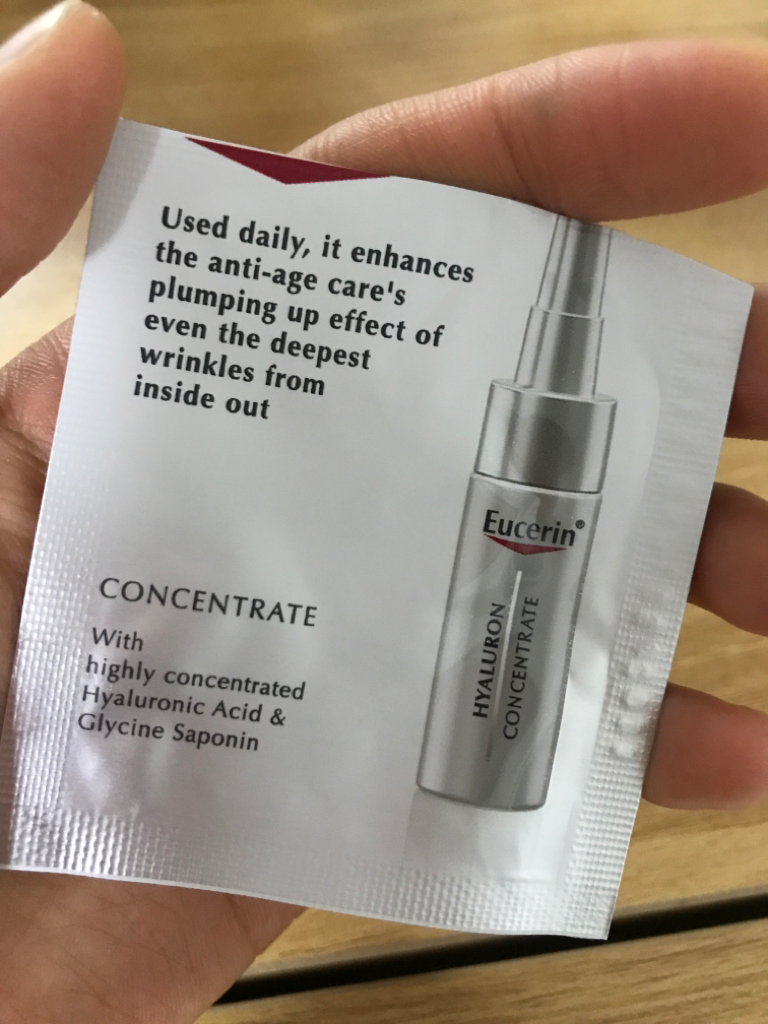 Used daily, it enhances
the anti-age care's
plumping up effect of
even the deepest
wrinkles from
inside out
Eucerin®
HYALURON
CONCENTRATE
CONCENTRATE
With
highly concentrated
Hyaluronic Acid &
Glycine Saponin